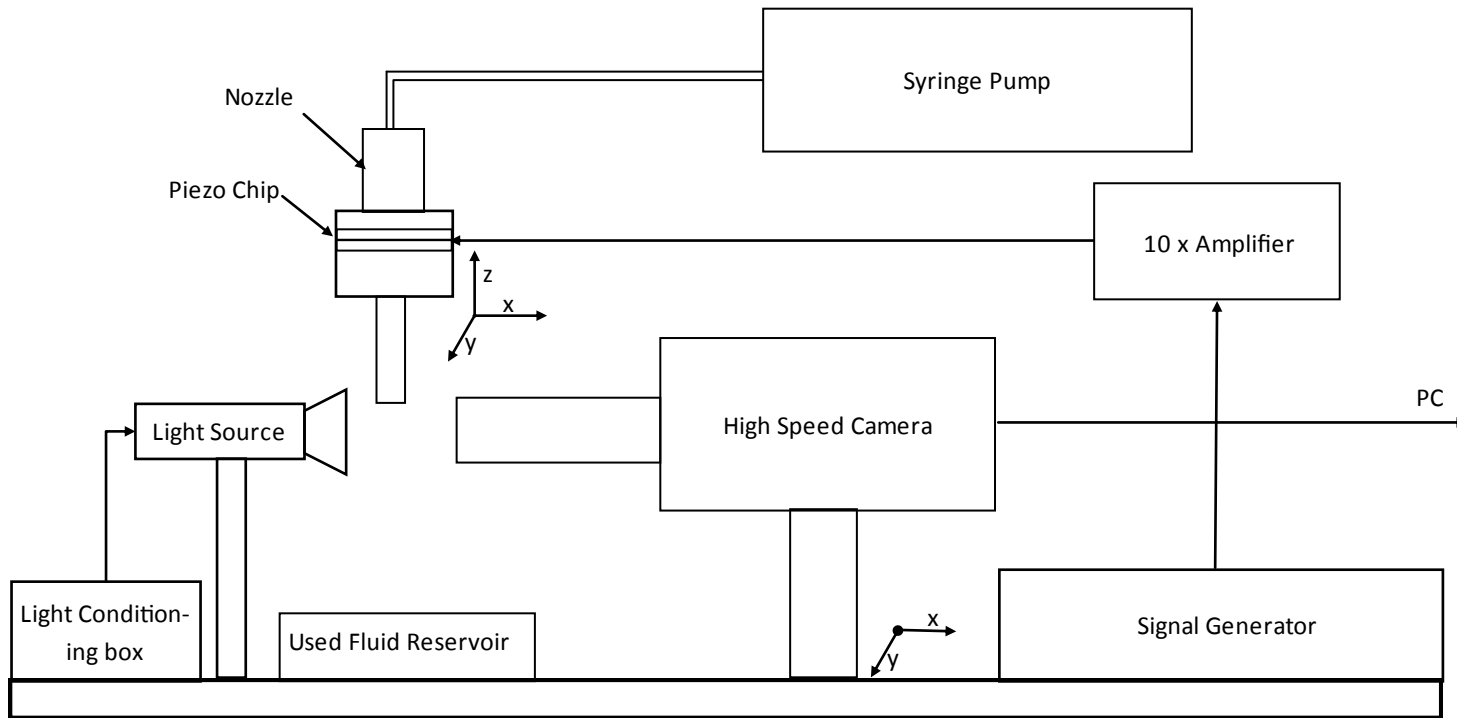 Syringe Pump
Nozzle
Piezo Chip
10 x Amplifier
z
x
y
PC
Light Source
High Speed Camera
Light Condition-
ing box
Used Fluid Reservoir
x
y
Signal Generator